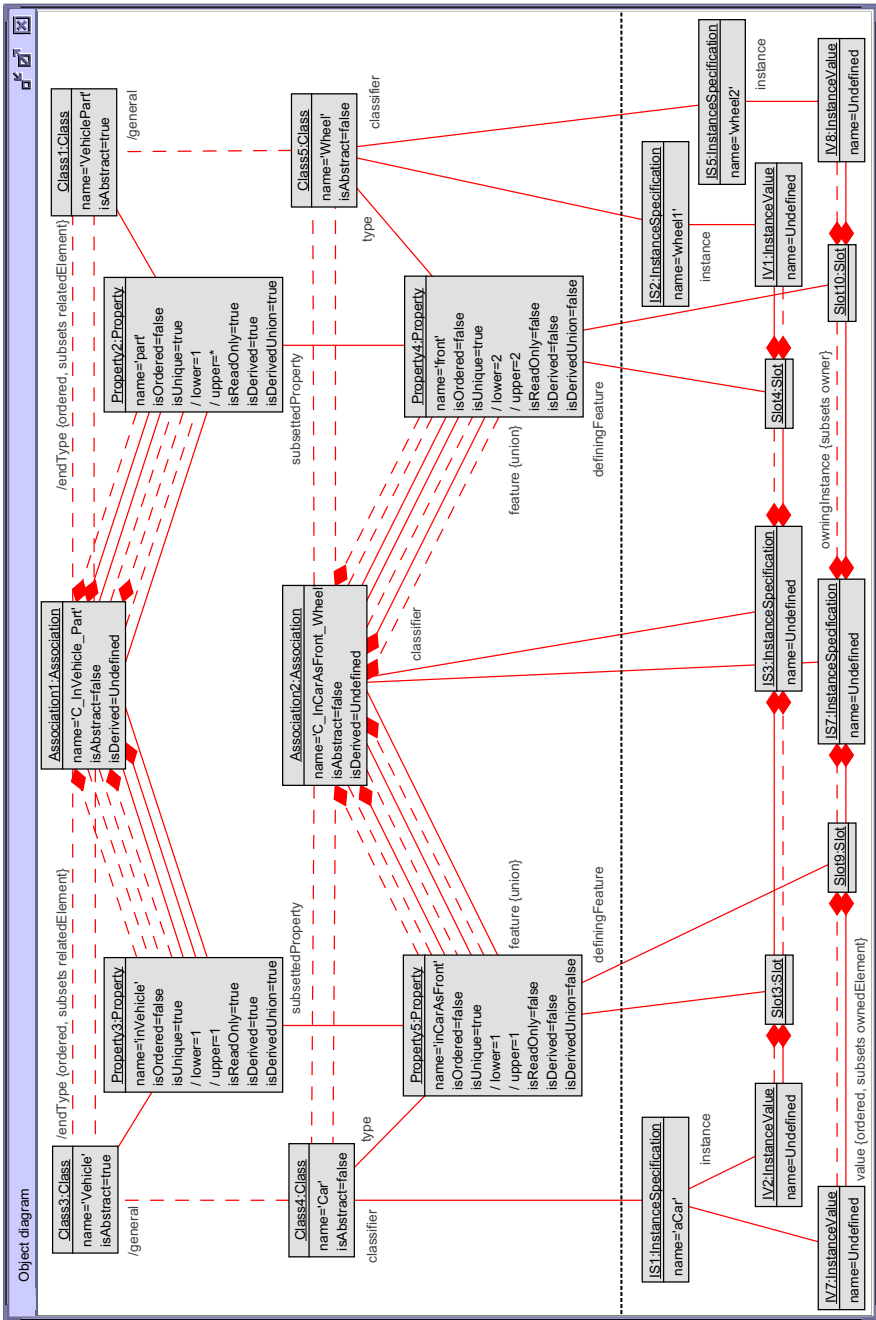 Object diagram
Class3:Class
name='Vehicle'
isAbstract=true
/endType {ordered, subsets relatedElement}
Association1:Association
name='C_InVehicle_Part'
isAbstract=false
isDerived=Undefined
/endType {ordered, subsets relatedElement}
Class1:Class
name='VehiclePart'
isAbstract=true
/general
Property3:Property
name='inVehicle'
isOrdered=false
isUnique=true
/ lower=1
/ upper=1
isReadOnly=true
isDerived=true
isDerivedUnion=true
Property2:Property
name='part'
isOrdered=false
isUnique=true
/ lower=1
/ upper=*
isReadOnly=true
isDerived=true
isDerivedUnion=true
/general
subsettedProperty
subsettedProperty
Class4:Class
name='Car'
isAbstract=false
classifier
type
Association2:Association
name='C_InCarAsFront_Wheel'
isAbstract=false
isDerived=Undefined
classifier
Class5:Class
name='Wheel'
isAbstract=false
classifier
type
Property5:Property
name='inCarAsFront'
isOrdered=false
isUnique=true
/ lower=1
/ upper=1
isReadOnly=false
isDerived=false
isDerivedUnion=false
feature {union}
Property4:Property
name='front'
isOrdered=false
isUnique=true
/ lower=2
/ upper=2
isReadOnly=false
isDerived=false
isDerivedUnion=false
feature {union}
definingFeature
definingFeature
IS1:InstanceSpecification
name='aCar'
instance
IS2:InstanceSpecification
name='wheel1'
instance
IS5:InstanceSpecification
name='wheel2'
instance
IV2:InstanceValue
name=Undefined
Slot3:Slot
IS3:InstanceSpecification
name=Undefined
Slot4:Slot
IV1:InstanceValue
name=Undefined
IV7:InstanceValue
name=Undefined
value {ordered, subsets ownedElement}
Slot9:Slot
IS7:InstanceSpecification
name=Undefined
owningInstance {subsets owner}
Slot10:Slot
IV8:InstanceValue
name=Undefined